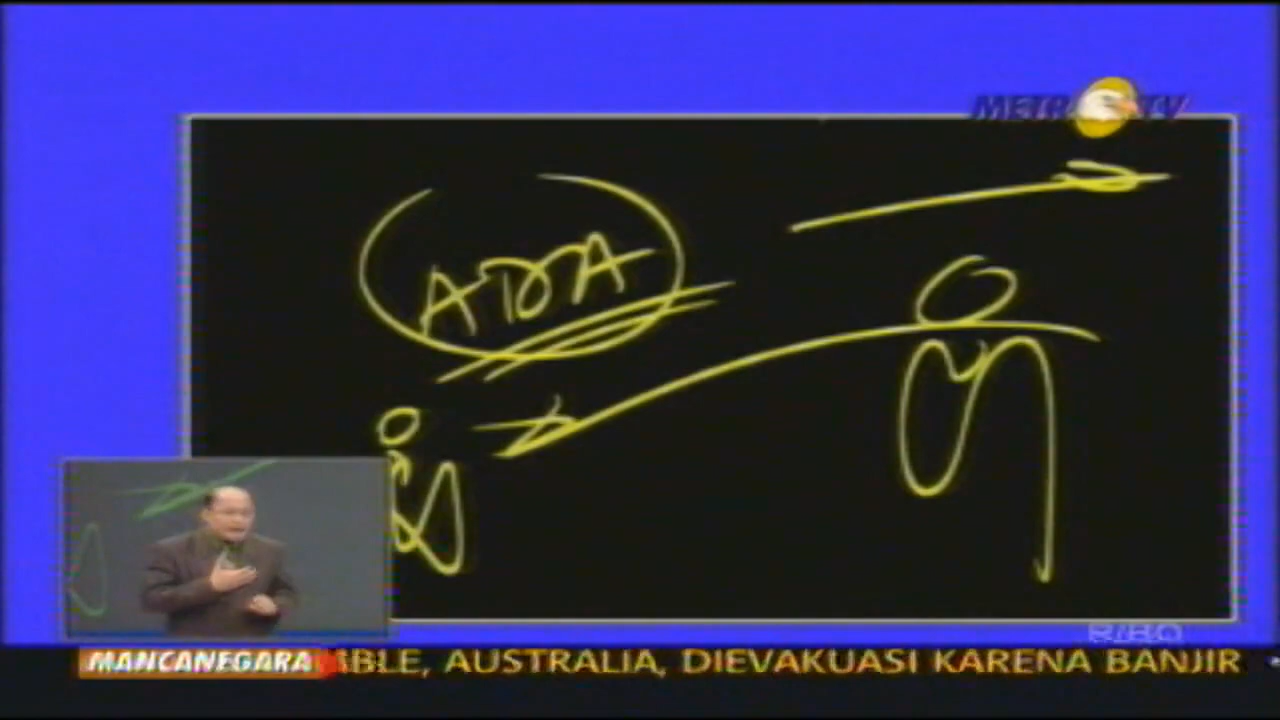 METRO TV
ADA
MANCANEGARA
BLE, AUSTRALIA, DIEVAKUASI KARENA BANJIR